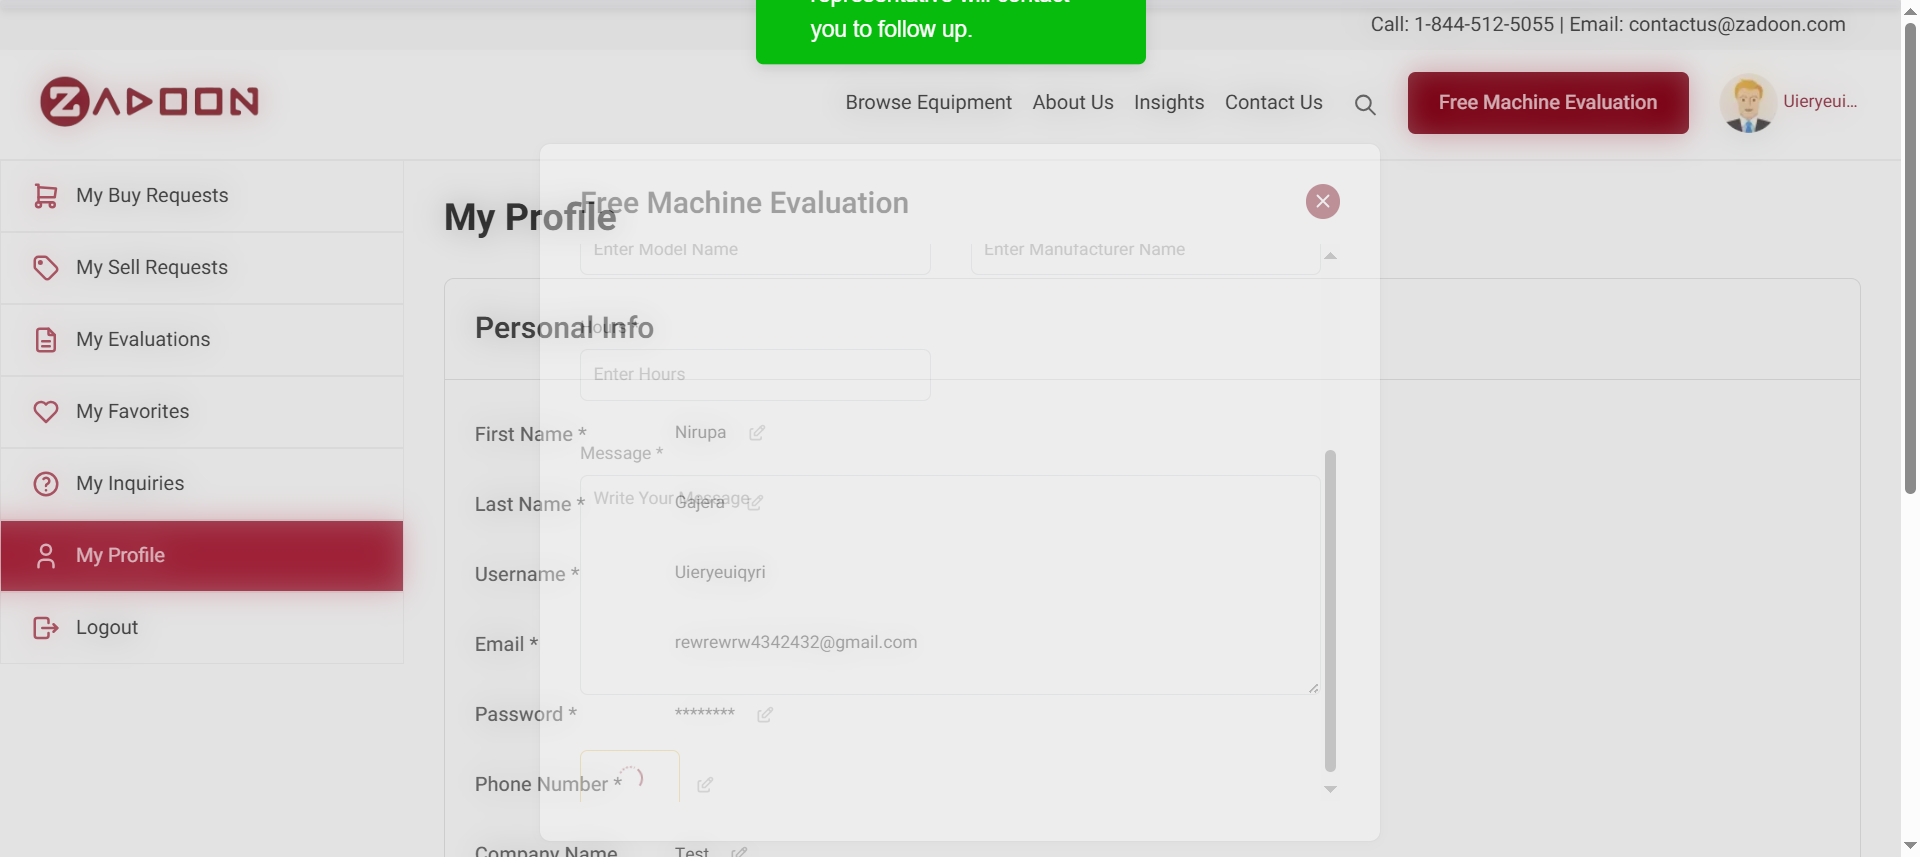 representative will contact
you to follow up.
Call: 1-844-512-5055 | Email: contactus@zadoon.com
ZADOON
Browse Equipment
About Us
Insights
Contact Us
Free Machine Evaluation
Uieryeui...
My Buy Requests
My Sell Requests
My Evaluations
My Favorites
My Inquiries
My Profile
Logout
My Profile
Free Machine Evaluation
Enter Model Name
Enter Manufacturer Name
Personal Info
Hours *
Enter Hours
First Name *
Nirupa
Message *
Write Your Message
Last Name *
Gajera
Username *
Uieryeuiqyri
Email *
rewrewrw4342432@gmail.com
Password *
********
Phone Number *
Company Name
Test